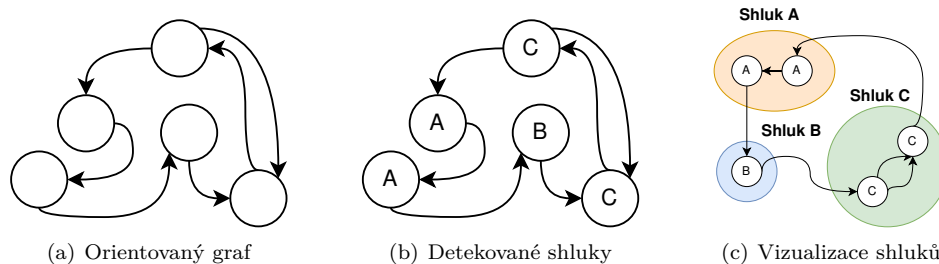 C
A
B
A
C
Shluk A
A
A
Shluk C
Shluk B
C
B
C
(a) Orientovaný graf
(b) Detekované shluky
(c) Vizualizace shluků